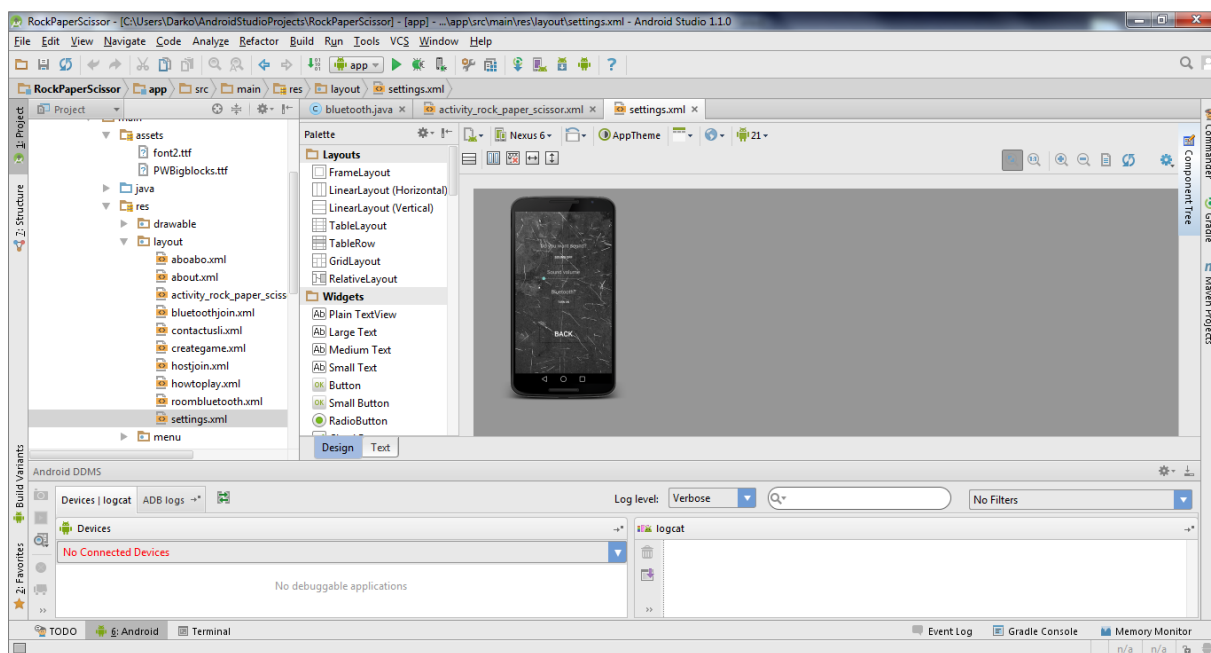 RockPaperScissor - [C:\Users\Darko\AndroidStudioProjects\RockPaperScissor] - [app] - ...\app\src\main\res\layout\settings.xml - Android Studio 1.1.0
File Edit View Navigate Code Analyze Refactor Build Run Tools VCS Window Help
app
RockPaperScissor app src main res layout settings.xml
1: Project
Z: Structure
Build Variants
2: Favorites
Project
main
assets
font2.ttf
PWBigblocks.ttf
java
res
drawable
layout
aboabo.xml
about.xml
activity_rock_paper_sciss
bluetoothjoin.xml
contactusli.xml
creategame.xml
hostjoin.xml
howtoplay.xml
roombluetooth.xml
settings.xml
menu
bluetooth.java activity_rock_paper_scissor.xml settings.xml
Palette
Layouts
FrameLayout
LinearLayout (Horizontal)
LinearLayout (Vertical)
TableLayout
TableRow
GridLayout
RelativeLayout
Widgets
Plain TextView
Large Text
Medium Text
Small Text
Button
Small Button
RadioButton
Design Text
Nexus 6 AppTheme 21
Sound volume
Bluetooth?
BACK
Component Tree
Commander
Gradle
Maven Projects
Android DDMS
Devices | logcat ADB logs Log level: Verbose No Filters
Devices logcat
No Connected Devices
No debuggable applications
TODO 6: Android Terminal Event Log Gradle Console Memory Monitor
n/a n/a